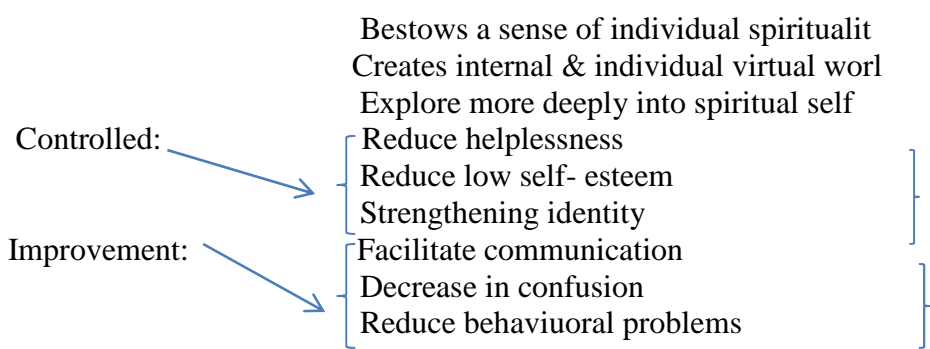 Bestows a sense of individual spiritualit
Creates internal & individual virtual worl
Explore more deeply into spiritual self
Controlled: Reduce helplessness
Reduce low self- esteem
Strengthening identity
Improvement: Facilitate communication
Decrease in confusion
Reduce behaviuoral problems